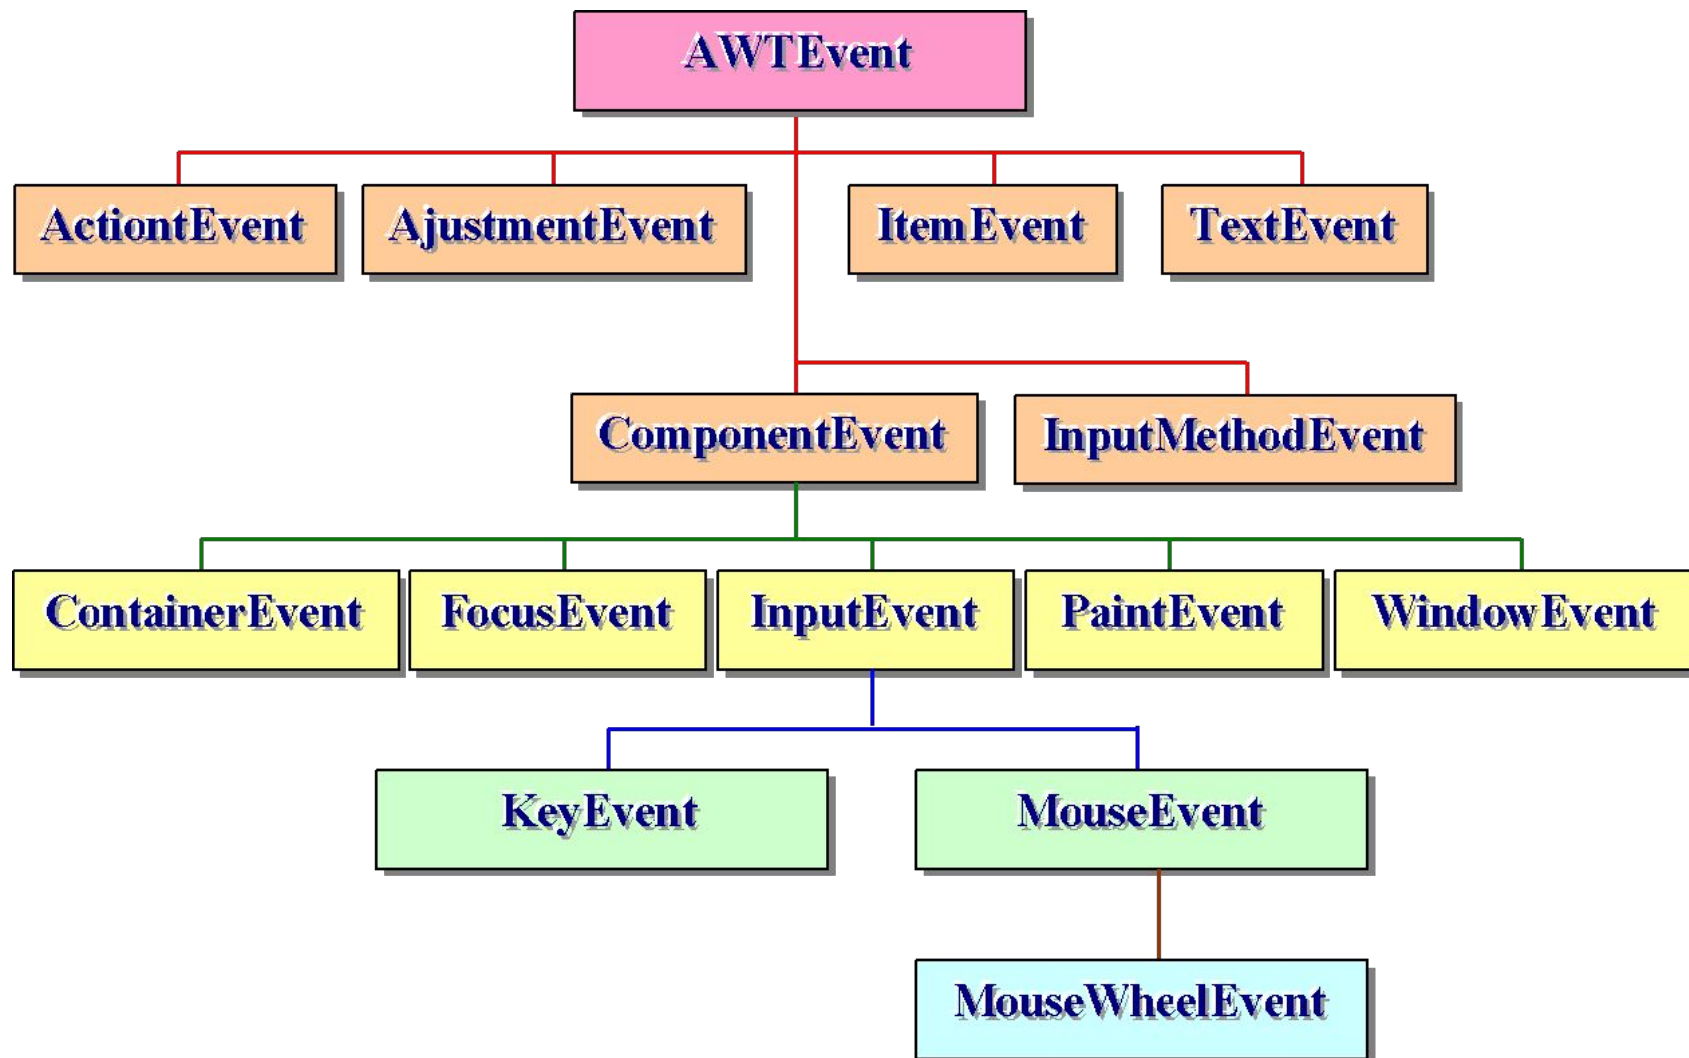 AWTEvent
ActiontEvent
AjustmentEvent
ItemEvent
TextEvent
ComponentEvent
InputMethodEvent
ContainerEvent
FocusEvent
InputEvent
PaintEvent
WindowEvent
KeyEvent
MouseEvent
MouseWheelEvent